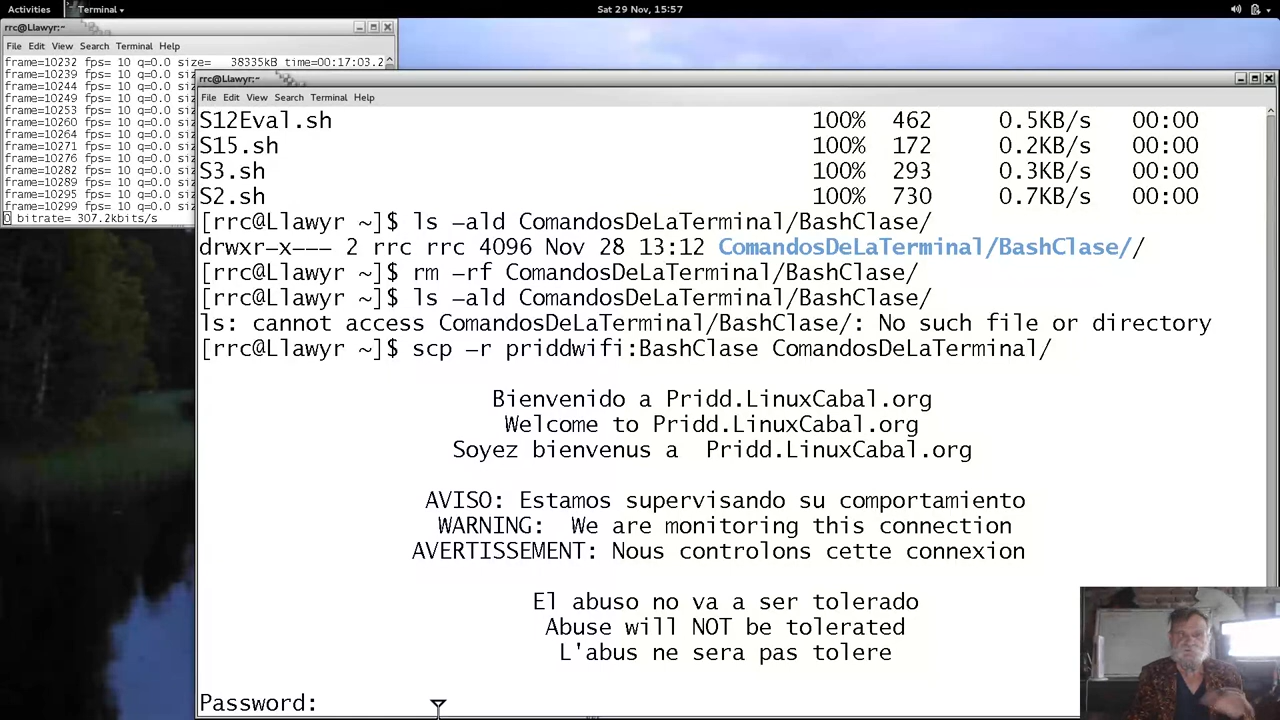 Activities Terminal Sat 29 Nov, 15:57
rrc@Llawyr:~
File Edit View Search Terminal Help
frame=10232 fps= 10 q=0.0 size= 38335kB time=00:17:03.2
frame=10239 fps= 10 q=0.0 siz
frame=10244 fps= 10 q=0.0 siz
frame=10249 fps= 10 q=0.0 siz
frame=10253 fps= 10 q=0.0 siz
frame=10260 fps= 10 q=0.0 siz
frame=10264 fps= 10 q=0.0 siz
frame=10271 fps= 10 q=0.0 siz
frame=10276 fps= 10 q=0.0 siz
frame=10282 fps= 10 q=0.0 siz
frame=10289 fps= 10 q=0.0 siz
frame=10295 fps= 10 q=0.0 siz
frame=10299 fps= 10 q=0.0 siz
bitrate= 307.2kbits/s
rrc@Llawyr:~
File Edit View Search Terminal Help
S12Eval.sh 100% 462 0.5KB/s 00:00
S15.sh 100% 172 0.2KB/s 00:00
S3.sh 100% 293 0.3KB/s 00:00
S2.sh 100% 730 0.7KB/s 00:00
[rrc@Llawyr ~]$ ls -ald ComandosDeLaTerminal/BashClase/
drwxr-x--- 2 rrc rrc 4096 Nov 28 13:12 ComandosDeLaTerminal/BashClase//
[rrc@Llawyr ~]$ rm -rf ComandosDeLaTerminal/BashClase/
[rrc@Llawyr ~]$ ls -ald ComandosDeLaTerminal/BashClase/
ls: cannot access ComandosDeLaTerminal/BashClase/: No such file or directory
[rrc@Llawyr ~]$ scp -r priddwifi:BashClase ComandosDeLaTerminal/
Bienvenido a Pridd.LinuxCabal.org
Welcome to Pridd.LinuxCabal.org
Soyez bienvenus a Pridd.LinuxCabal.org
AVISO: Estamos supervisando su comportamiento
WARNING: We are monitoring this connection
AVERTISSEMENT: Nous controlons cette connexion
El abuso no va a ser tolerado
Abuse will NOT be tolerated
L'abus ne sera pas tolere
Password: